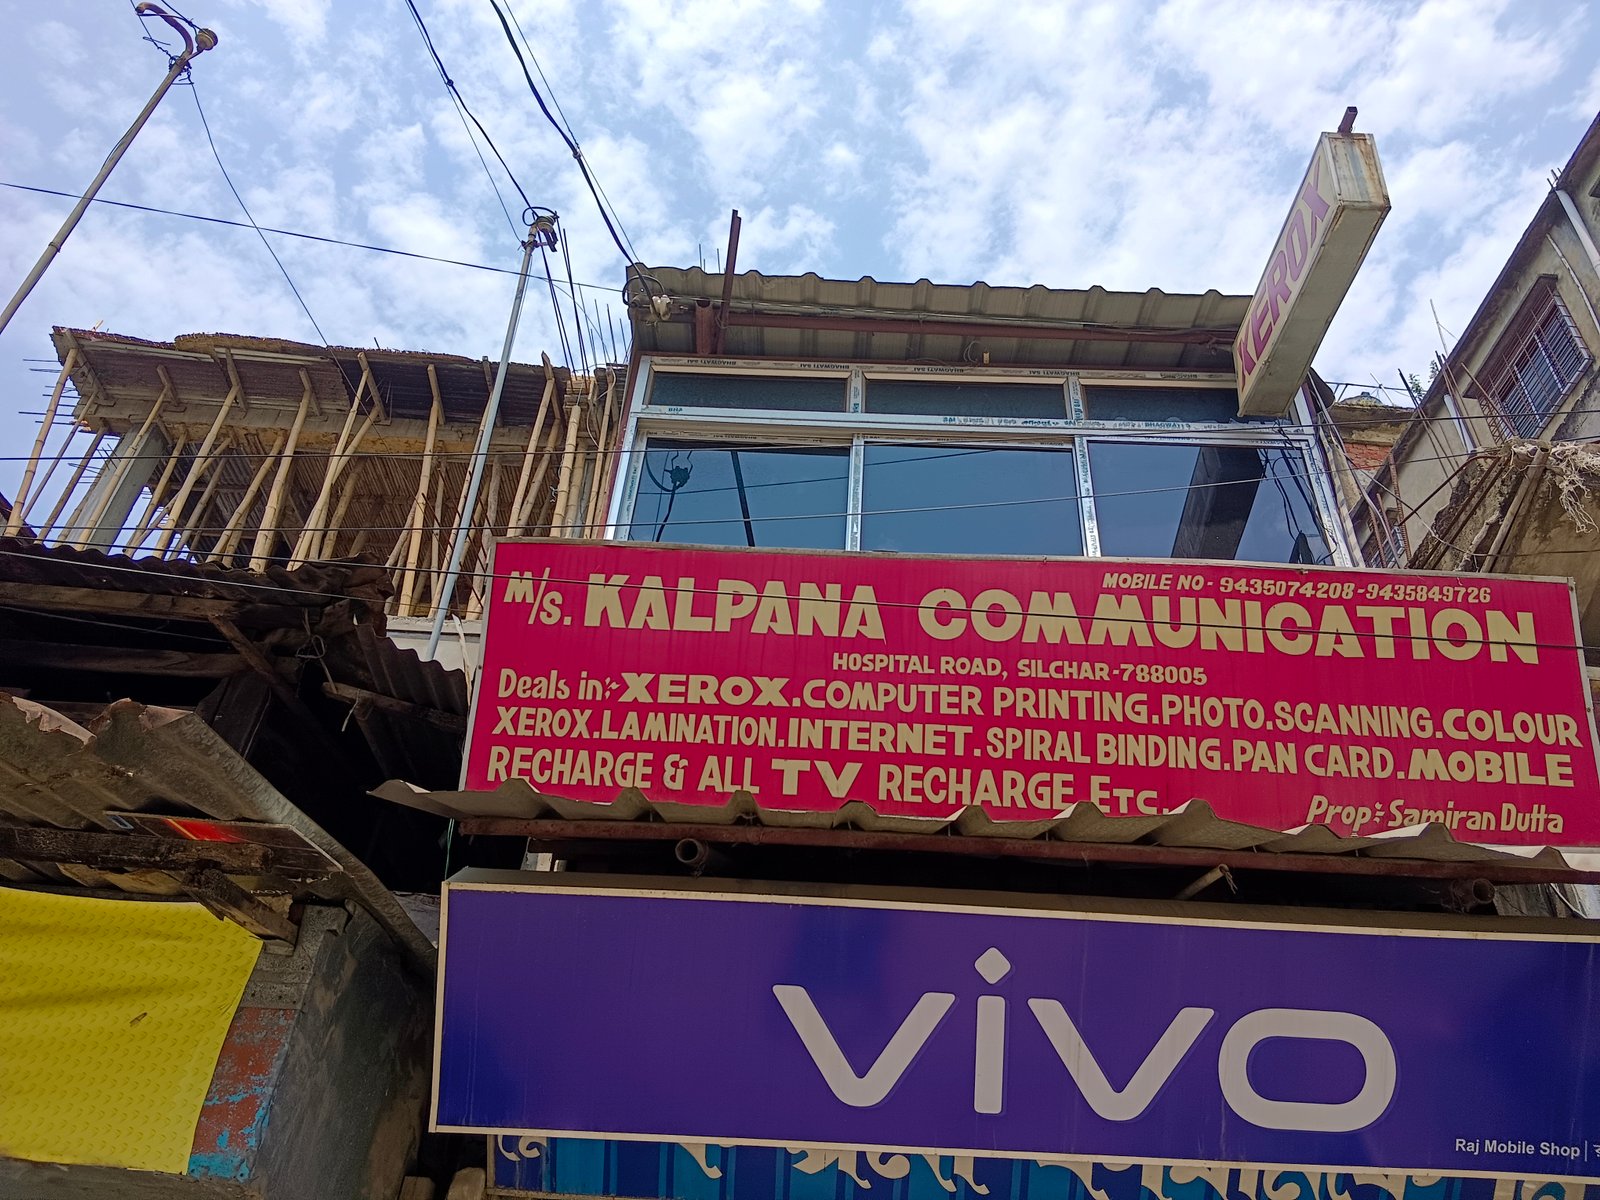 XEROX
BHAGWATI SAI
M/S. KALPANA COMMUNICATION
MOBILE NO - 9435074208 - 9435849726
HOSPITAL ROAD, SILCHAR-788005
Deals in:- XEROX. COMPUTER PRINTING. PHOTO. SCANNING. COLOUR
XEROX. LAMINATION. INTERNET. SPIRAL BINDING. PAN CARD. MOBILE
RECHARGE & ALL TV RECHARGE ETC.
Prop:- Samiran Dutta
vivo
Raj Mobile Shop |